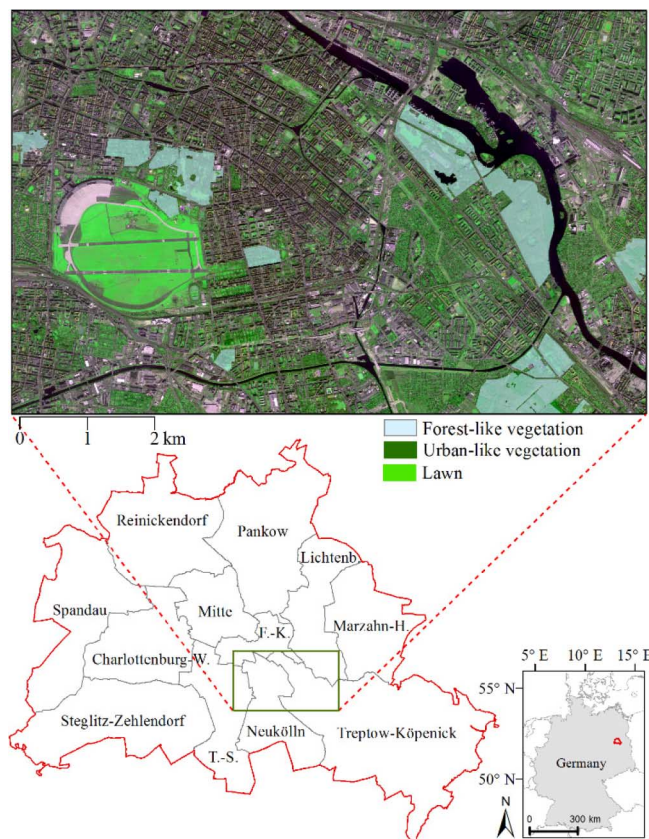 0 1 2 km
Forest-like vegetation
Urban-like vegetation
Lawn
Reinickendorf
Pankow
Lichtenb.
Spandau
Mitte
F.-K.
Marzahn-H.
Charlottenburg-W.
Steglitz-Zehlendorf
Neukölln
Treptow-Köpenick
T.-S.
5° E 10° E 15° E
55° N
50° N
Germany
N
0 300 km